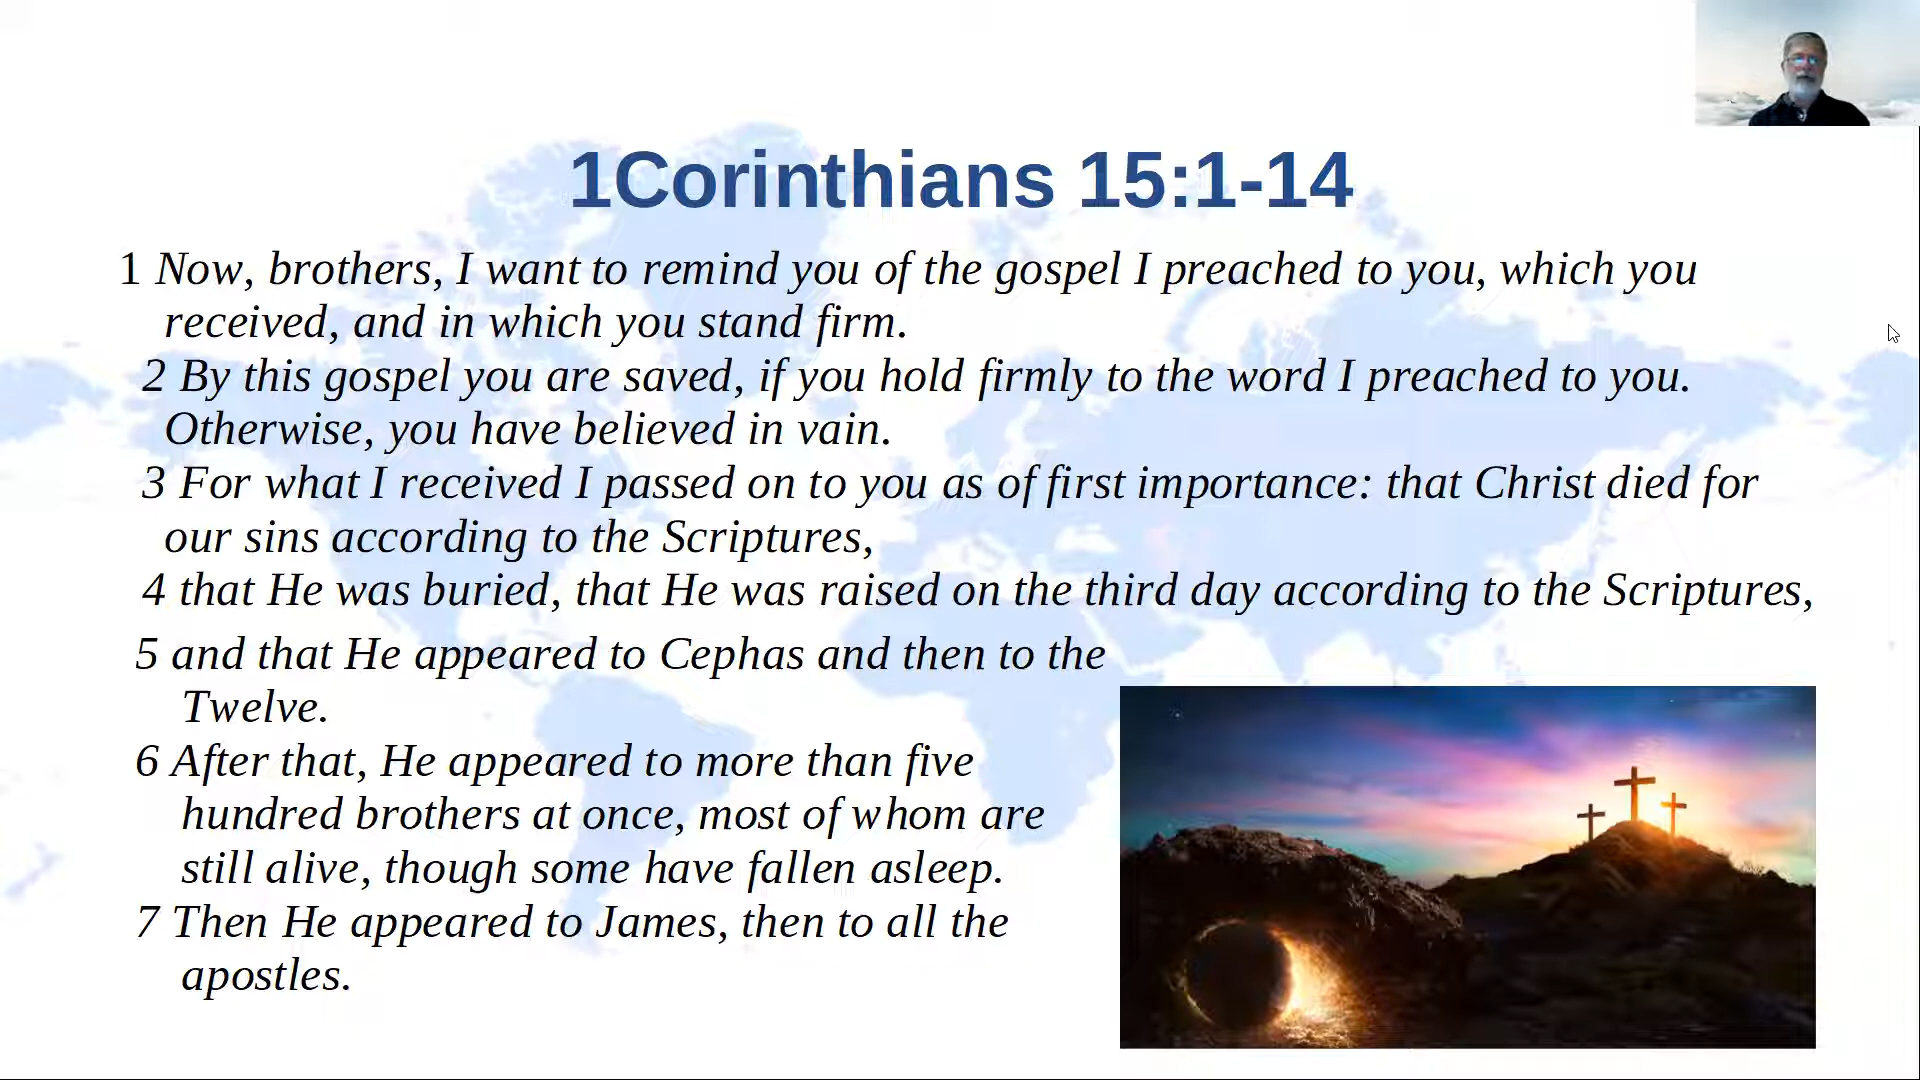 1Corinthians 15:1-14
1 Now, brothers, I want to remind you of the gospel I preached to you, which you
received, and in which you stand firm.
2 By this gospel you are saved, if you hold firmly to the word I preached to you.
Otherwise, you have believed in vain.
3 For what I received I passed on to you as of first importance: that Christ died for
our sins according to the Scriptures,
4 that He was buried, that He was raised on the third day according to the Scriptures,
5 and that He appeared to Cephas and then to the
Twelve.
6 After that, He appeared to more than five
hundred brothers at once, most of whom are
still alive, though some have fallen asleep.
7 Then He appeared to James, then to all the
apostles.